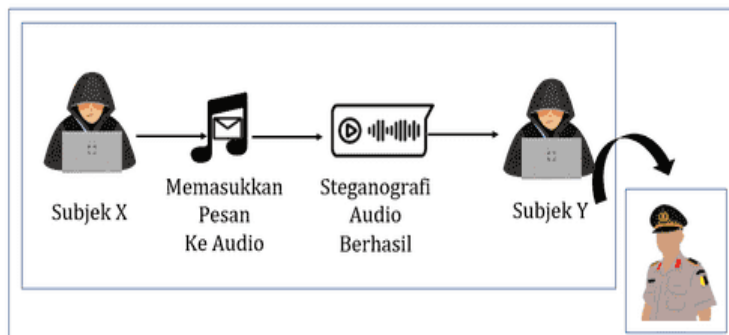 Subjek X
Memasukkan
Pesan
Ke Audio
Steganografi
Audio
Berhasil
Subjek Y